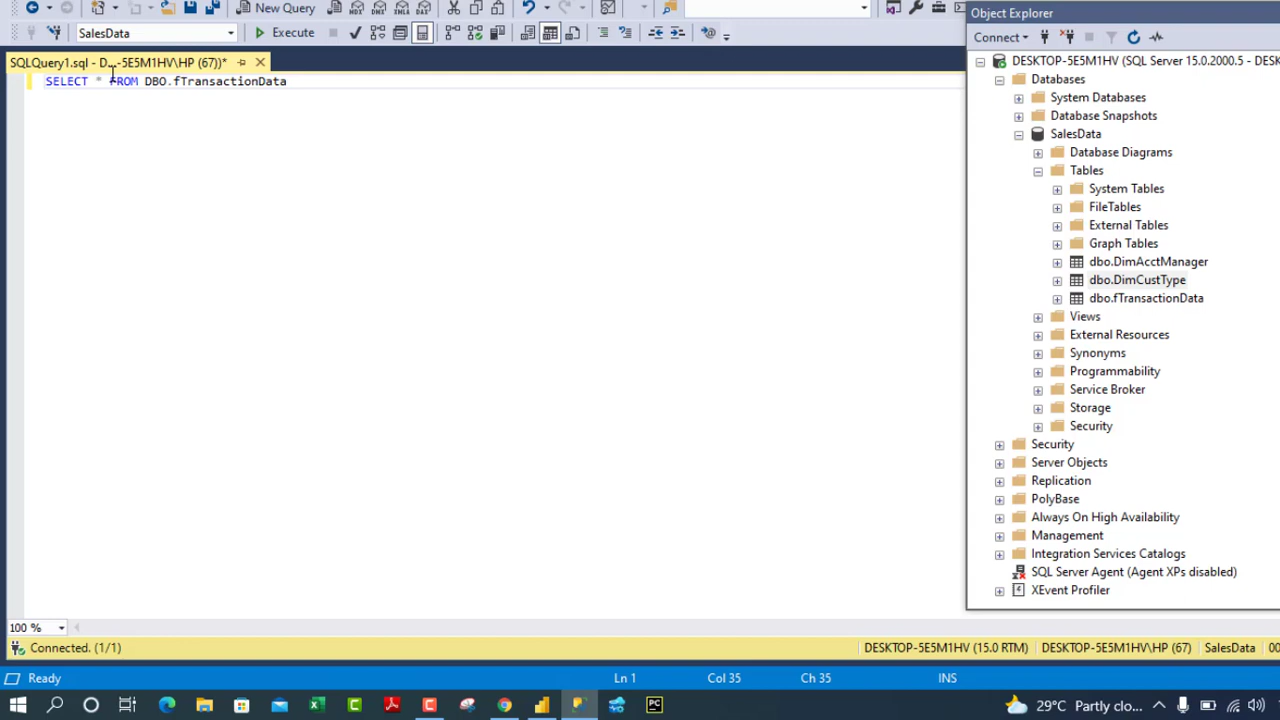 New Query
SalesData
Execute
SQLQuery1.sql - D...-5E5M1HV\HP (67))*
SELECT * FROM DBO.fTransactionData
100 %
Connected. (1/1)
DESKTOP-5E5M1HV (15.0 RTM)
DESKTOP-5E5M1HV\HP (67)
SalesData
00
Ready
Ln 1
Col 35
Ch 35
INS
Object Explorer
Connect
DESKTOP-5E5M1HV (SQL Server 15.0.2000.5 - DESK
Databases
System Databases
Database Snapshots
SalesData
Database Diagrams
Tables
System Tables
FileTables
External Tables
Graph Tables
dbo.DimAcctManager
dbo.DimCustType
dbo.fTransactionData
Views
External Resources
Synonyms
Programmability
Service Broker
Storage
Security
Security
Server Objects
Replication
PolyBase
Always On High Availability
Management
Integration Services Catalogs
SQL Server Agent (Agent XPs disabled)
XEvent Profiler
PC
29°C Partly clo...